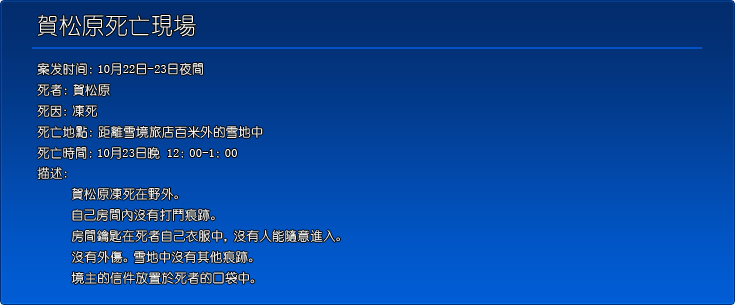 賀松原死亡現場
案发时间: 10月22日-23日夜間
死者: 賀松原
死因: 凍死
死亡地點: 距離雪境旅店百米外的雪地中
死亡時間: 10月23日晚 12: 00-1: 00
描述:
賀松原凍死在野外。
自己房間內沒有打鬥痕跡。
房間鑰匙在死者自己衣服中, 沒有人能隨意進入。
沒有外傷。雪地中沒有其他痕跡。
境主的信件放置於死者的口袋中。